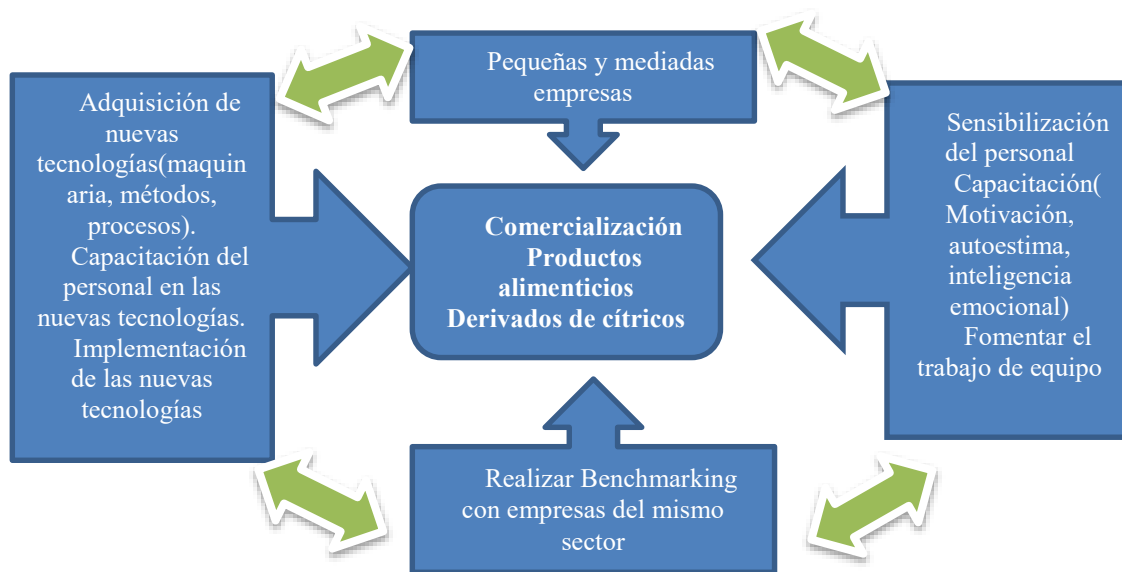 Pequeñas y mediadas
empresas
Adquisición de
nuevas
tecnologías(maquin
aria, métodos,
procesos).
Capacitación del
personal en las
nuevas tecnologías.
Implementación
de las nuevas
tecnologías
Comercialización
Productos
alimenticios
Derivados de cítricos
Sensibilización
del personal
Capacitación(
Motivación,
autoestima,
inteligencia
emocional)
Fomentar el
trabajo de equipo
Realizar Benchmarking
con empresas del mismo
sector